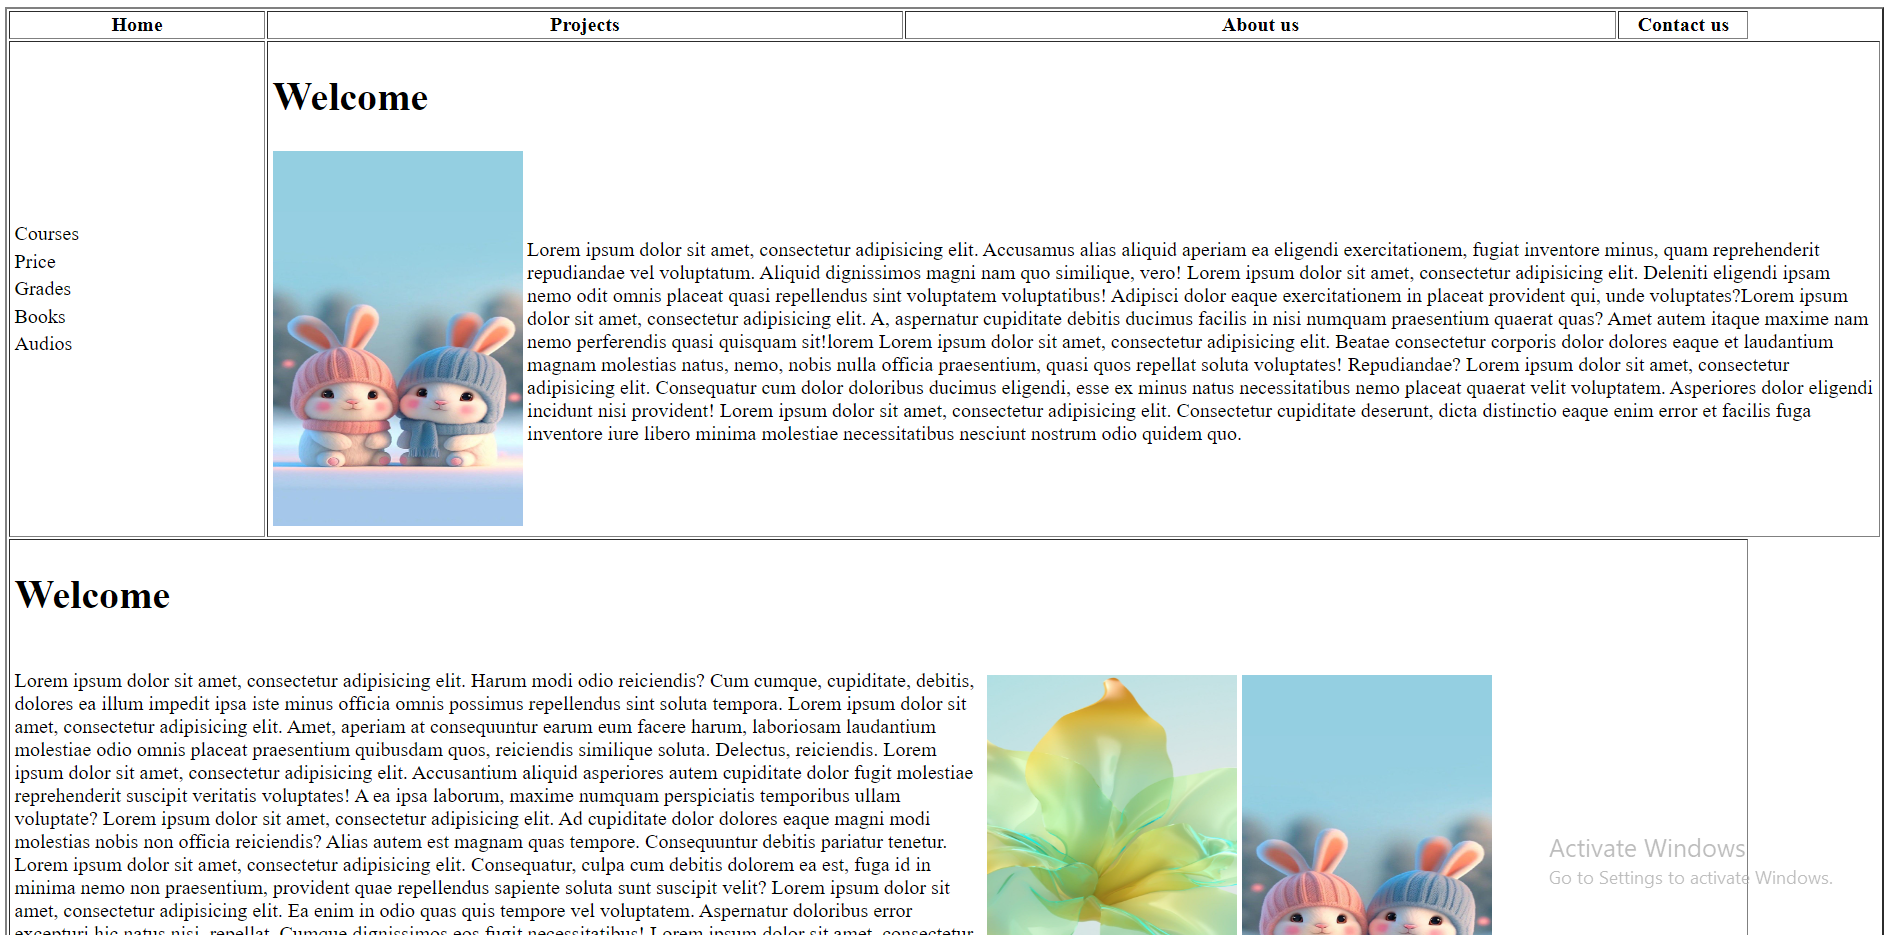 Home Projects About us Contact us
Welcome
Courses
Price
Grades
Books
Audios
Lorem ipsum dolor sit amet, consectetur adipisicing elit. Accusamus alias aliquid aperiam ea eligendi exercitationem, fugiat inventore minus, quam reprehenderit
repudiandae vel voluptatum. Aliquid dignissimos magni nam quo similique, vero! Lorem ipsum dolor sit amet, consectetur adipisicing elit. Deleniti eligendi ipsam
nemo odit omnis placeat quasi repellendus sint voluptatem voluptatibus! Adipisci dolor eaque exercitationem in placeat provident qui, unde voluptates?Lorem ipsum
dolor sit amet, consectetur adipisicing elit. A, aspernatur cupiditate debitis ducimus facilis in nisi numquam praesentium quaerat quas? Amet autem itaque maxime nam
nemo perferendis quasi quisquam sit!lorem Lorem ipsum dolor sit amet, consectetur adipisicing elit. Beatae consectetur corporis dolor dolores eaque et laudantium
magnam molestias natus, nemo, nobis nulla officia praesentium, quasi quos repellat soluta voluptates! Repudiandae? Lorem ipsum dolor sit amet, consectetur
adipisicing elit. Consequatur cum dolor doloribus ducimus eligendi, esse ex minus natus necessitatibus nemo placeat quaerat velit voluptatem. Asperiores dolor eligendi
incidunt nisi provident! Lorem ipsum dolor sit amet, consectetur adipisicing elit. Consectetur cupiditate deserunt, dicta distinctio eaque enim error et facilis fuga
inventore iure libero minima molestiae necessitatibus nesciunt nostrum odio quidem quo.
Welcome
Lorem ipsum dolor sit amet, consectetur adipisicing elit. Harum modi odio reiciendis? Cum cumque, cupiditate, debitis,
dolores ea illum impedit ipsa iste minus officia omnis possimus repellendus sint soluta tempora. Lorem ipsum dolor sit
amet, consectetur adipisicing elit. Amet, aperiam at consequuntur earum eum facere harum, laboriosam laudantium
molestiae odio omnis placeat praesentium quibusdam quos, reiciendis similique soluta. Delectus, reiciendis. Lorem
ipsum dolor sit amet, consectetur adipisicing elit. Accusantium aliquid asperiores autem cupiditate dolor fugit molestiae
reprehenderit suscipit veritatis voluptates! A ea ipsa laborum, maxime numquam perspiciatis temporibus ullam
voluptate? Lorem ipsum dolor sit amet, consectetur adipisicing elit. Ad cupiditate dolor dolores eaque magni modi
molestias nobis non officia reiciendis? Alias autem est magnam quas tempore. Consequuntur debitis pariatur tenetur.
Lorem ipsum dolor sit amet, consectetur adipisicing elit. Consequatur, culpa cum debitis dolorem ea est, fuga id in
minima nemo non praesentium, provident quae repellendus sapiente soluta sunt suscipit velit? Lorem ipsum dolor sit
amet, consectetur adipisicing elit. Ea enim in odio quas quis tempore vel voluptatem. Aspernatur doloribus error
excepturi hic natus nisi, repellat. Cumque dignissimos eos fugit necessitatibus! Lorem ipsum dolor sit amet, consectetur
Activate Windows
Go to Settings to activate Windows.